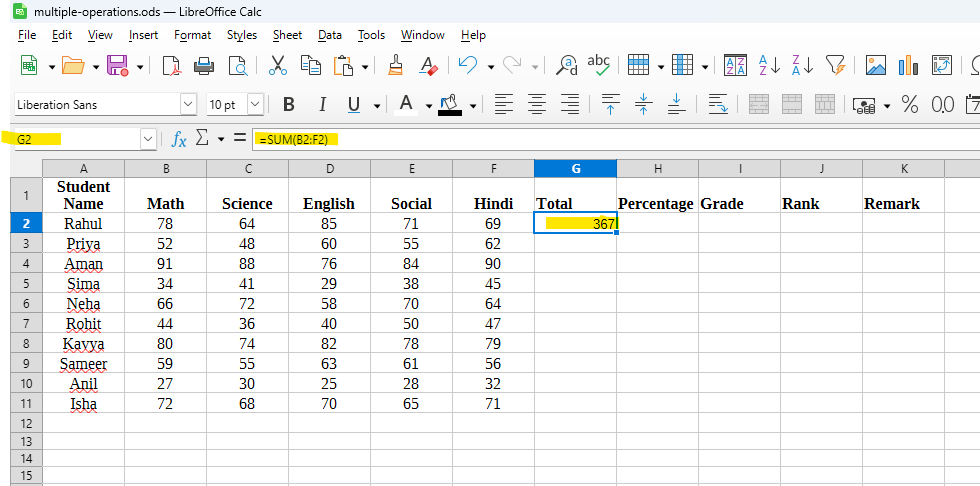 multiple-operations.ods — LibreOffice Calc
File Edit View Insert Format Styles Sheet Data Tools Window Help
Liberation Sans 10 pt B I U A % 0.0
G2 fx Σ = =SUM(B2:F2)
A B C D E F G H I J K
1 Student Name Math Science English Social Hindi Total Percentage Grade Rank Remark
2 Rahul 78 64 85 71 69 367
3 Priya 52 48 60 55 62
4 Aman 91 88 76 84 90
5 Sima 34 41 29 38 45
6 Neha 66 72 58 70 64
7 Rohit 44 36 40 50 47
8 Kavya 80 74 82 78 79
9 Sameer 59 55 63 61 56
10 Anil 27 30 25 28 32
11 Isha 72 68 70 65 71
12
13
14
15